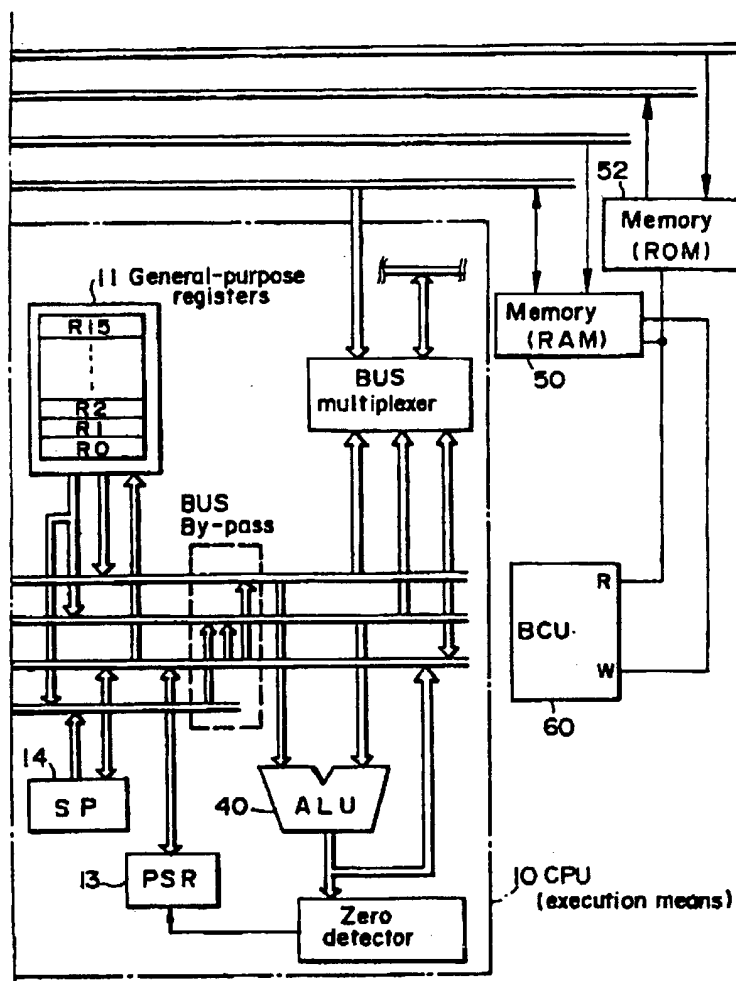 52
Memory
(ROM)
11 General-purpose
registers
R15
R2
R1
R0
Memory
(RAM)
50
BUS
multiplexer
BUS
By-pass
R
BCU.
W
60
14
SP
40
ALU
13
PSR
10 CPU
(execution means)
Zero
detector